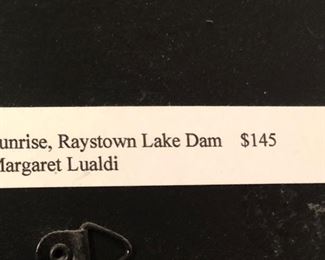 unrise, Raystown Lake Dam $145
Margaret Lualdi